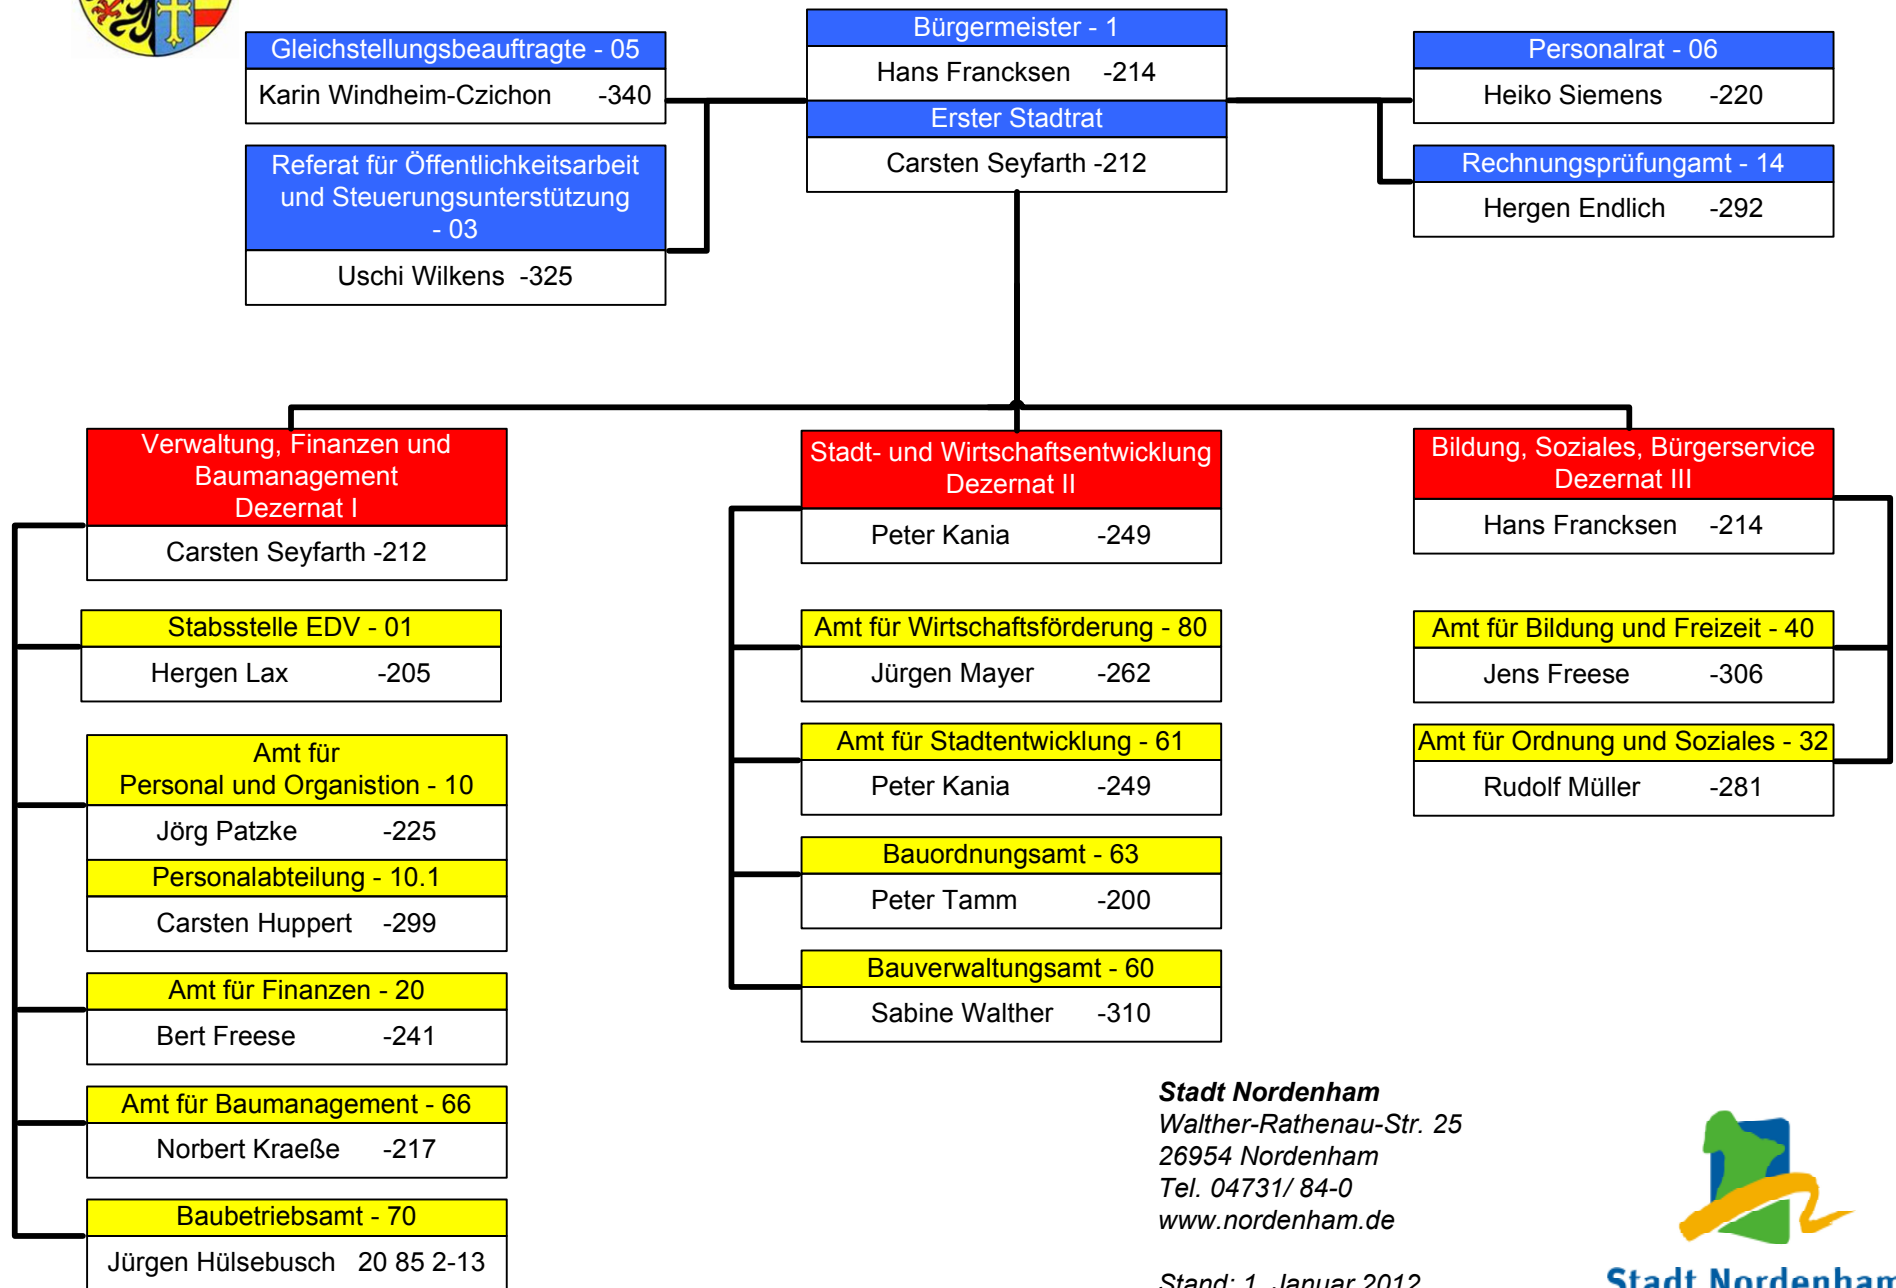 Gleichstellungsbeauftragte - 05
Karin Windheim-Czichon -340
Referat für Öffentlichkeitsarbeit
und Steuerungsunterstützung
- 03
Uschi Wilkens -325
Bürgermeister - 1
Hans Francksen -214
Erster Stadtrat
Carsten Seyfarth -212
Personalrat - 06
Heiko Siemens -220
Rechnungsprüfungamt - 14
Hergen Endlich -292
Verwaltung, Finanzen und
Baumanagement
Dezernat I
Carsten Seyfarth -212
Stabsstelle EDV - 01
Hergen Lax -205
Amt für
Personal und Organistion - 10
Jörg Patzke -225
Personalabteilung - 10.1
Carsten Huppert -299
Amt für Finanzen - 20
Bert Freese -241
Amt für Baumanagement - 66
Norbert Kraeße -217
Baubetriebsamt - 70
Jürgen Hülsebusch 20 85 2-13
Stadt- und Wirtschaftsentwicklung
Dezernat II
Peter Kania -249
Amt für Wirtschaftsförderung - 80
Jürgen Mayer -262
Amt für Stadtentwicklung - 61
Peter Kania -249
Bauordnungsamt - 63
Peter Tamm -200
Bauverwaltungsamt - 60
Sabine Walther -310
Bildung, Soziales, Bürgerservice
Dezernat III
Hans Francksen -214
Amt für Bildung und Freizeit - 40
Jens Freese -306
Amt für Ordnung und Soziales - 32
Rudolf Müller -281
Stadt Nordenham
Walther-Rathenau-Str. 25
26954 Nordenham
Tel. 04731/ 84-0
www.nordenham.de
Stand: 1. Januar 2012
Stadt Nordenham